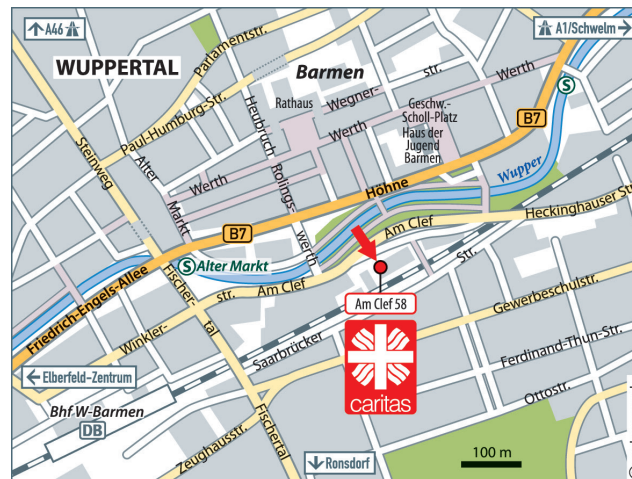 A46
A1/Schwelm
WUPPERTAL
Parlamentstr.
Barmen
Werth
Rathaus
Wegner-
str.
Geschw.-
Scholl-Platz
Haus der
Jugend
Barmen
Paul-Humburg-Str.
Heubruch
Steinweg
Alter
Markt
Werth
Werth
Rolings-
werth
B7
Wupper
Höhne
B7
Alter Markt
S
S
Am Clef
Heckinghauser Str.
Friedrich-Engels-Allee
Fischer-
tal
Am Clef
Winkler-
str.
Str.
Am Clef 58
Gewerbeschulstr.
Saarbrücker
caritas
Ferdinand-Thun-Str.
Elberfeld-Zentrum
Ottostr.
Bhf W-Barmen
DB
Fischertal
Zeughausstr.
Ronsdorf
100 m